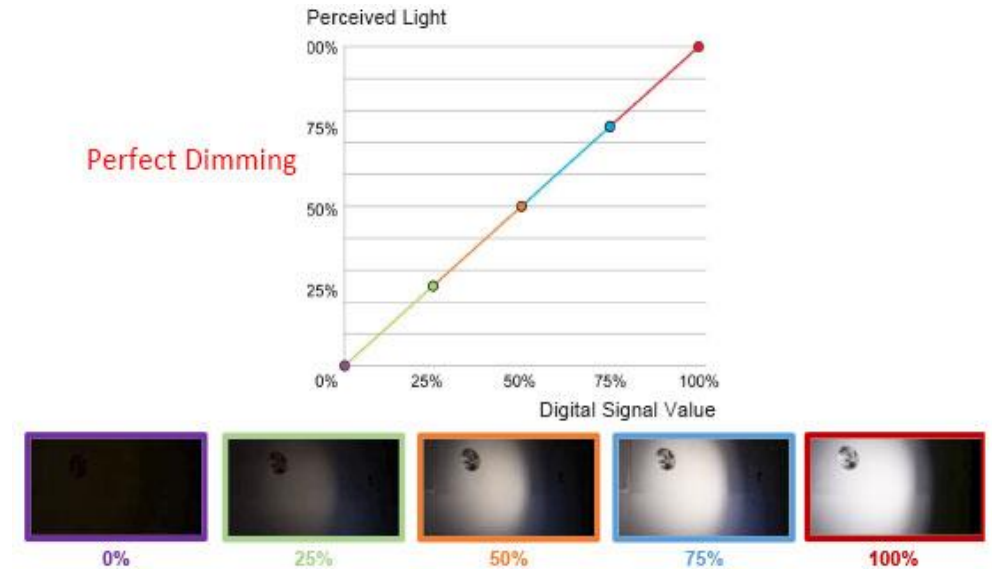 Perceived Light
00%
75%
Perfect Dimming
50%
25%
0% 25% 50% 75% 100%
Digital Signal Value
0% 25% 50% 75% 100%